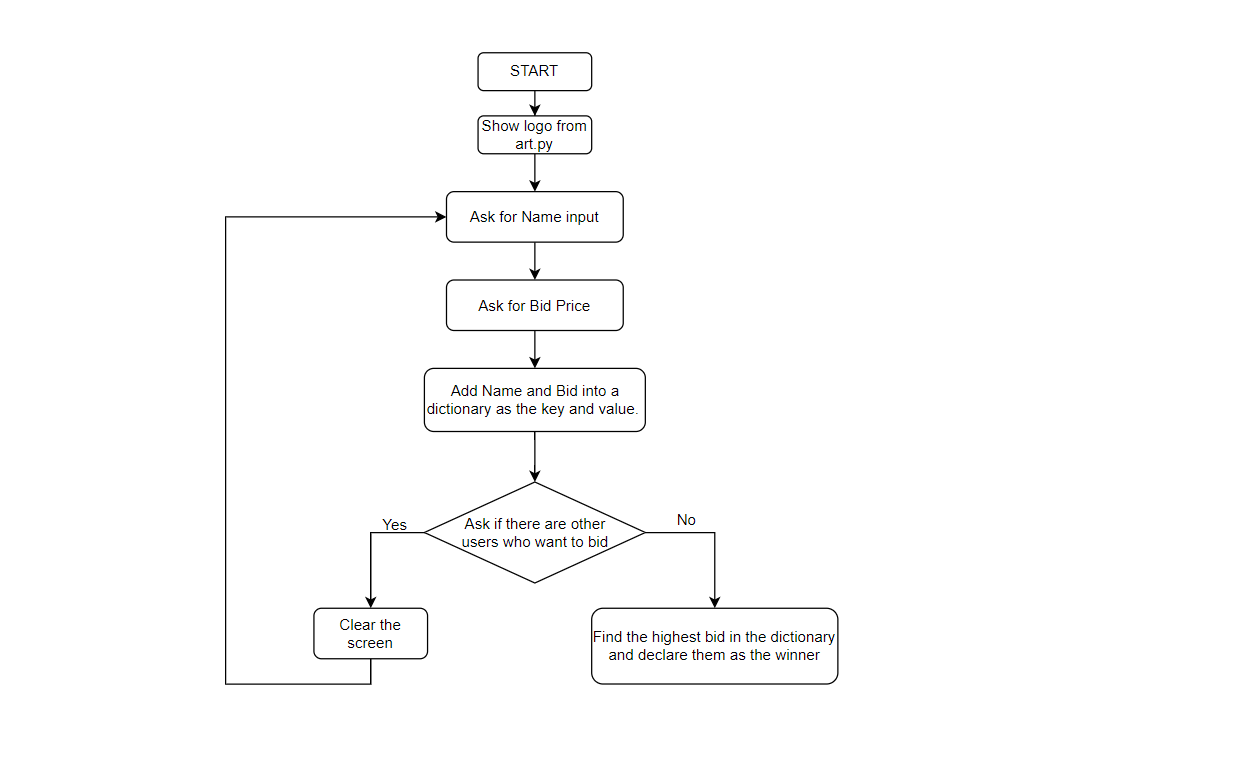 START
Show logo from
art.py
Ask for Name input
Ask for Bid Price
Add Name and Bid into a
dictionary as the key and value.
Ask if there are other
users who want to bid
Yes
No
Clear the
screen
Find the highest bid in the dictionary
and declare them as the winner